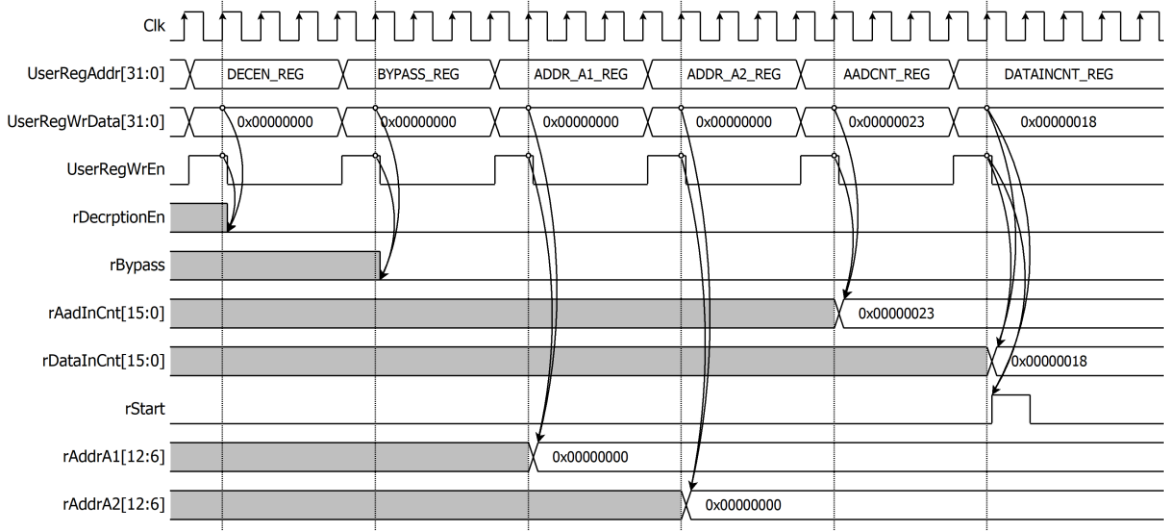 Clk
UserRegAddr[31:0] DECEN_REG BYPASS_REG ADDR_A1_REG ADDR_A2_REG AADCNT_REG DATAINCNT_REG
UserRegWrData[31:0] 0x00000000 0x00000000 0x00000000 0x00000000 0x00000023 0x00000018
UserRegWrEn
rDecrptionEn
rBypass
rAadInCnt[15:0] 0x00000023
rDataInCnt[15:0] 0x00000018
rStart
rAddrA1[12:6] 0x00000000
rAddrA2[12:6] 0x00000000